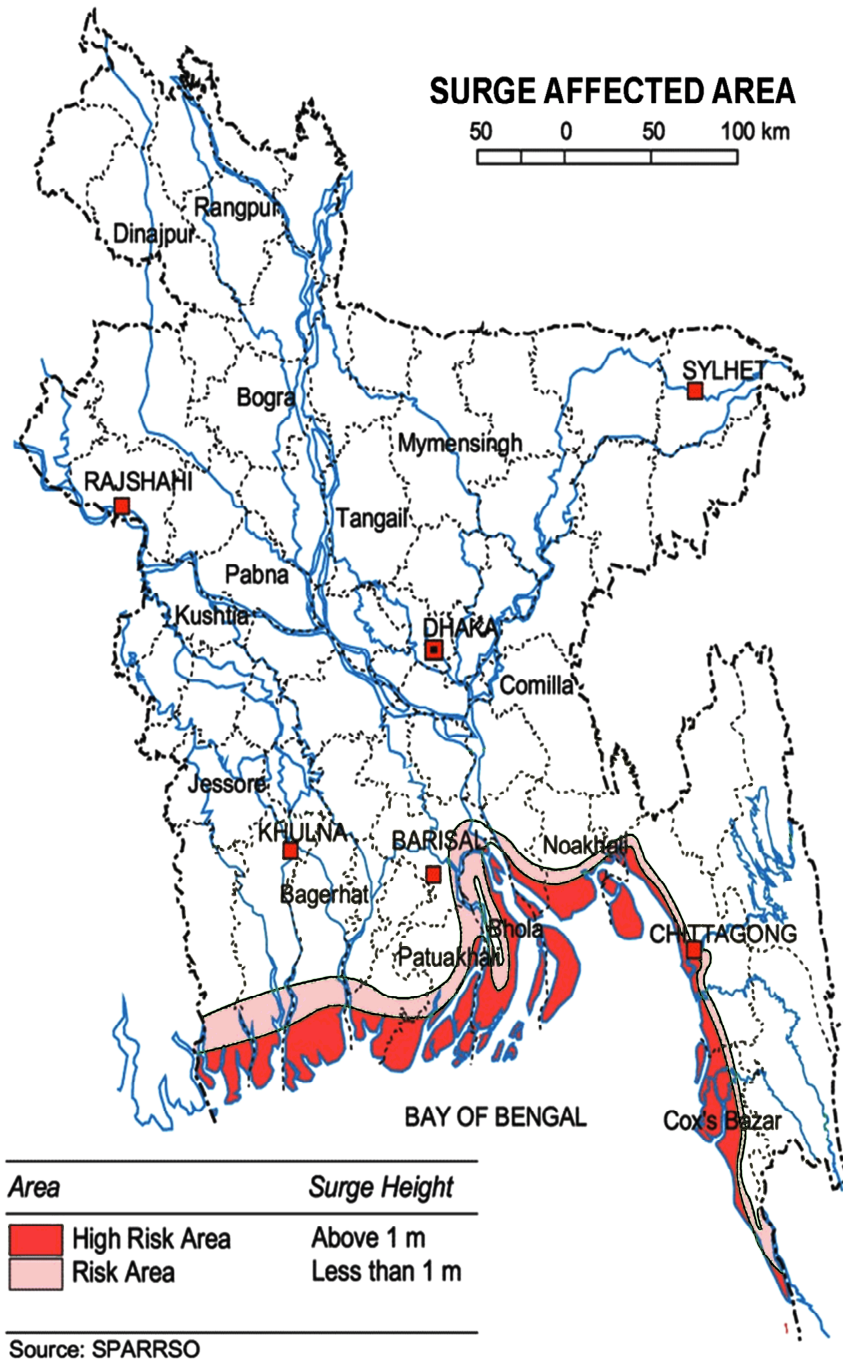 SURGE AFFECTED AREA
50 0 50 100 km
Rangpur
Dinajpur
SYLHET
Bogra
Mymensingh
RAJSHAHI
Tangail
Pabna
Kushtia
DHAKA
Comilla
Jessore
KHULNA
BARISAL
Noakhali
Bagerhat
Bhola
CHITTAGONG
Patuakhali
BAY OF BENGAL
Cox's Bazar
Area Surge Height
High Risk Area Above 1 m
Risk Area Less than 1 m
1
Source: SPARRSO